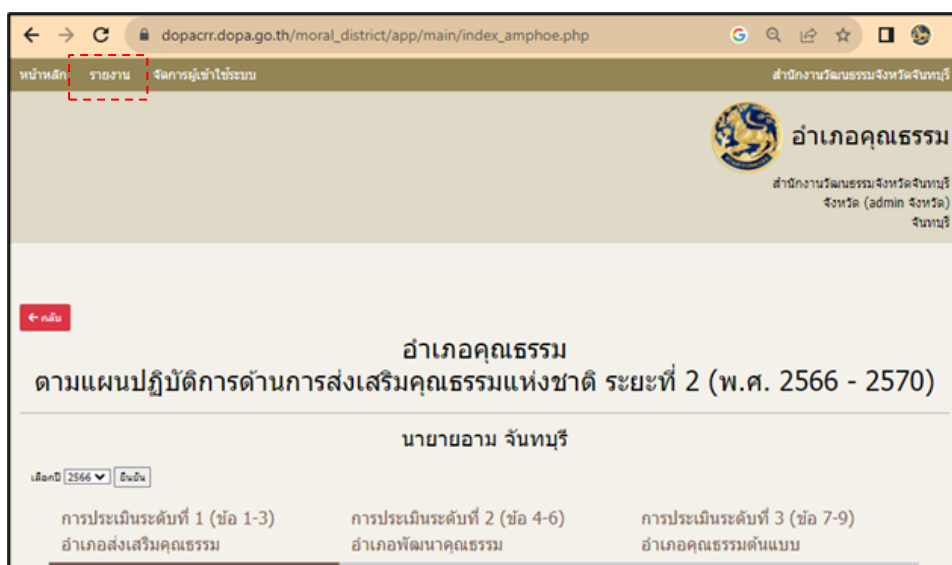 dopacrr.dopa.go.th/moral_district/app/main/index_amphoe.php
หน้าหลัก รายงาน จัดการผู้เข้าใช้ระบบ สำนักงานวัฒนธรรมจังหวัดจันทบุรี
อำเภอคุณธรรม
สำนักงานวัฒนธรรมจังหวัดจันทบุรี
จังหวัด (admin จังหวัด)
จันทบุรี
กลับ
อำเภอคุณธรรม
ตามแผนปฏิบัติการด้านการส่งเสริมคุณธรรมแห่งชาติ ระยะที่ 2 (พ.ศ. 2566 - 2570)
นายายอาม จันทบุรี
เลือกปี 2566 ยืนยัน
การประเมินระดับที่ 1 (ข้อ 1-3) การประเมินระดับที่ 2 (ข้อ 4-6) การประเมินระดับที่ 3 (ข้อ 7-9)
อำเภอส่งเสริมคุณธรรม อำเภอพัฒนาคุณธรรม อำเภอคุณธรรมต้นแบบ